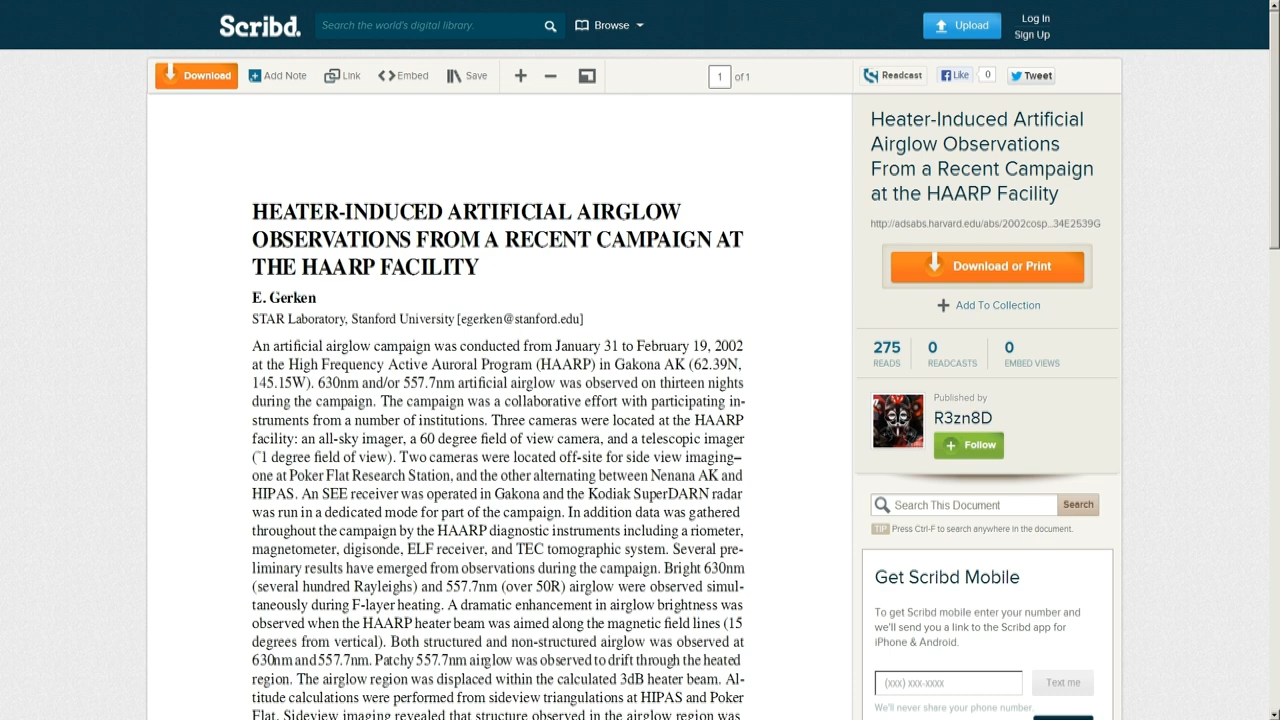 Scribd.
Search the world's digital library.
Browse
Upload
Log In
Sign Up
Download
Add Note
Link
Embed
Save
1 of 1
Readcast
Like
0
Tweet
HEATER-INDUCED ARTIFICIAL AIRGLOW
OBSERVATIONS FROM A RECENT CAMPAIGN AT
THE HAARP FACILITY
E. Gerken
STAR Laboratory, Stanford University [egerken@stanford.edu]
An artificial airglow campaign was conducted from January 31 to February 19, 2002
at the High Frequency Active Auroral Program (HAARP) in Gakona AK (62.39N,
145.15W). 630nm and/or 557.7nm artificial airglow was observed on thirteen nights
during the campaign. The campaign was a collaborative effort with participating in-
struments from a number of institutions. Three cameras were located at the HAARP
facility: an all-sky imager, a 60 degree field of view camera, and a telescopic imager
(˜1 degree field of view). Two cameras were located off-site for side view imaging–
one at Poker Flat Research Station, and the other alternating between Nenana AK and
HIPAS. An SEE receiver was operated in Gakona and the Kodiak SuperDARN radar
was run in a dedicated mode for part of the campaign. In addition data was gathered
throughout the campaign by the HAARP diagnostic instruments including a riometer,
magnetometer, digisonde, ELF receiver, and TEC tomographic system. Several pre-
liminary results have emerged from observations during the campaign. Bright 630nm
(several hundred Rayleighs) and 557.7nm (over 50R) airglow were observed simul-
taneously during F-layer heating. A dramatic enhancement in airglow brightness was
observed when the HAARP heater beam was aimed along the magnetic field lines (15
degrees from vertical). Both structured and non-structured airglow was observed at
630nm and 557.7nm. Patchy 557.7nm airglow was observed to drift through the heated
region. The airglow region was displaced within the calculated 3dB heater beam. Al-
titude calculations were performed from sideview triangulations at HIPAS and Poker
Flat. Sideview imaging revealed that structure observed in the airglow region was
Heater-Induced Artificial
Airglow Observations
From a Recent Campaign
at the HAARP Facility
http://adsabs.harvard.edu/abs/2002cosp...34E2539G
Download or Print
Add To Collection
275
READS
0
READCASTS
0
EMBED VIEWS
Published by
R3zn8D
Follow
Search This Document
Search
TIP Press Ctrl-F to search anywhere in the document.
Get Scribd Mobile
To get Scribd mobile enter your number and
we'll send you a link to the Scribd app for
iPhone & Android.
(xxx) xxx-xxxx
Text me
We'll never share your phone number.